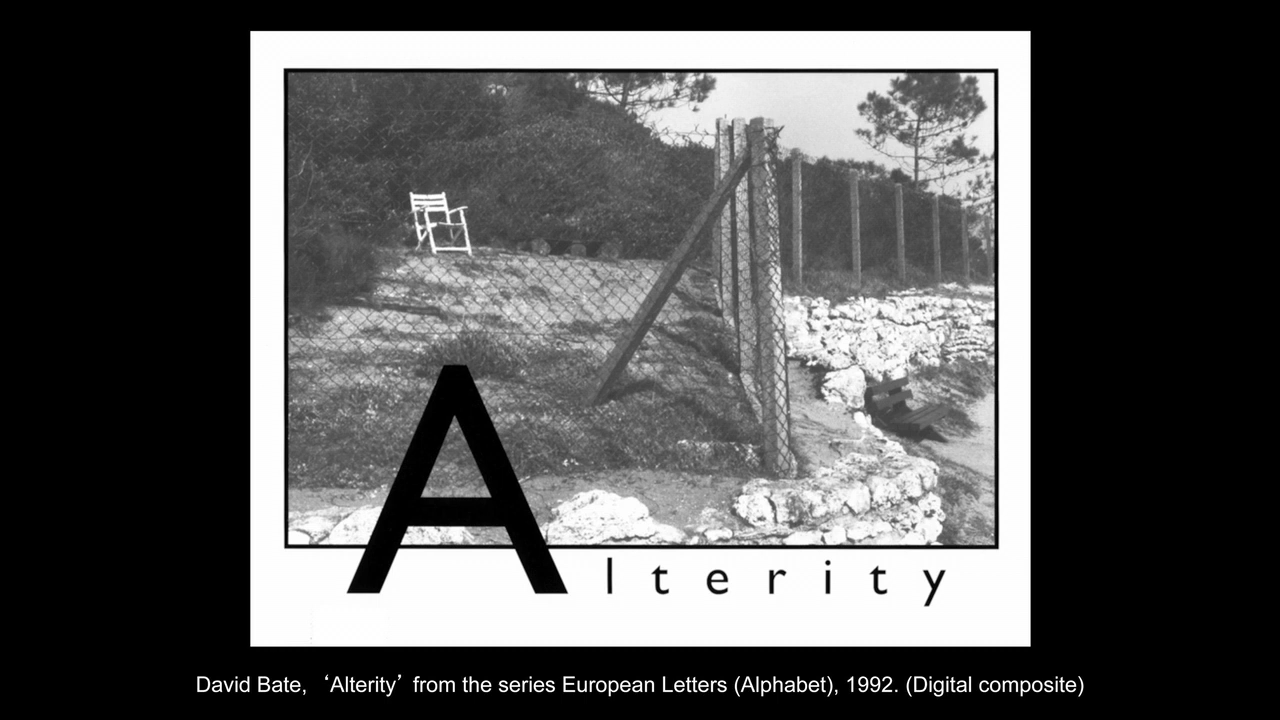 Alterity
David Bate, ‘Alterity’ from the series European Letters (Alphabet), 1992. (Digital composite)